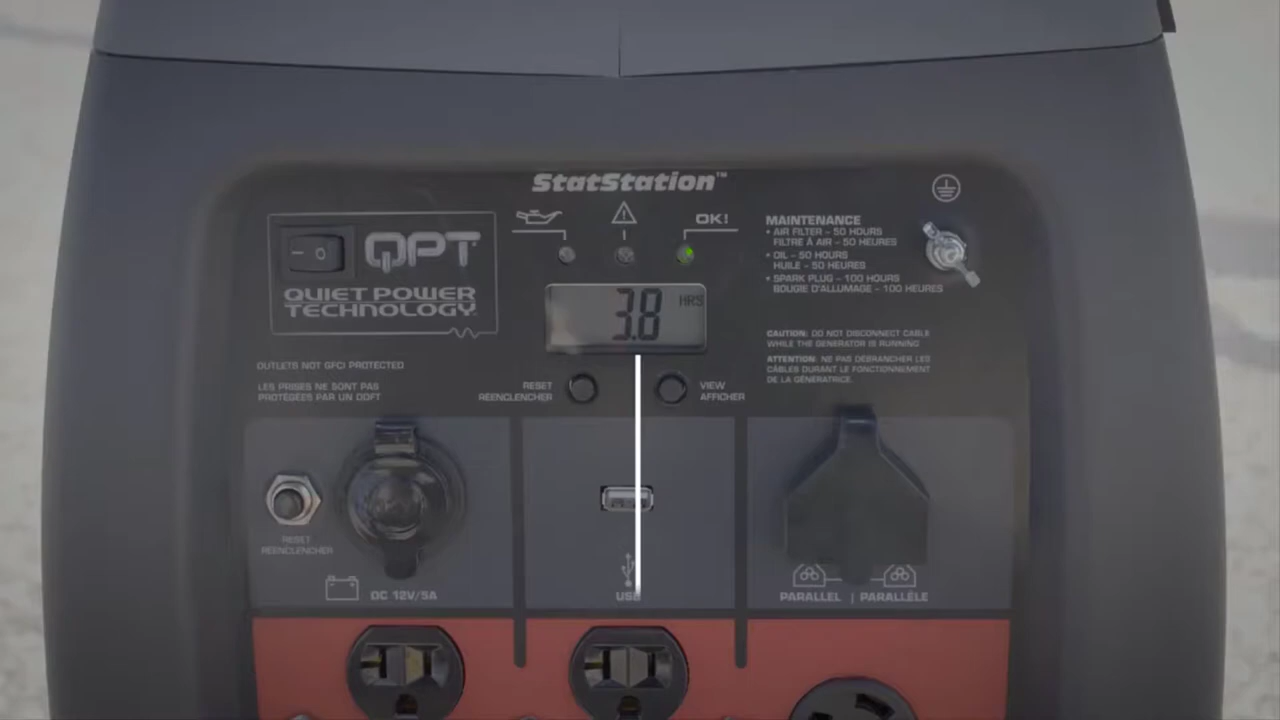 StatStation™
OK!
QPT
QUIET POWER
TECHNOLOGY
3.8 HRS
MAINTENANCE
• AIR FILTER – 50 HOURS
FILTRE À AIR – 50 HEURES
• OIL – 50 HOURS
HUILE – 50 HEURES
• SPARK PLUG – 100 HOURS
BOUGIE D'ALLUMAGE – 100 HEURES
CAUTION: DO NOT DISCONNECT CABLE
WHILE THE GENERATOR IS RUNNING
ATTENTION: NE PAS DÉBRANCHER LES
CÂBLES DURANT LE FONCTIONNEMENT
DE LA GÉNÉRATRICE.
OUTLETS NOT GFCI PROTECTED
LES PRISES NE SONT PAS
PROTÉGÉES PAR UN DDFT
RESET
RÉENCLENCHER
VIEW
AFFICHER
RESET
RÉENCLENCHER
DC 12V/5A
USB
PARALLEL | PARALLÈLE